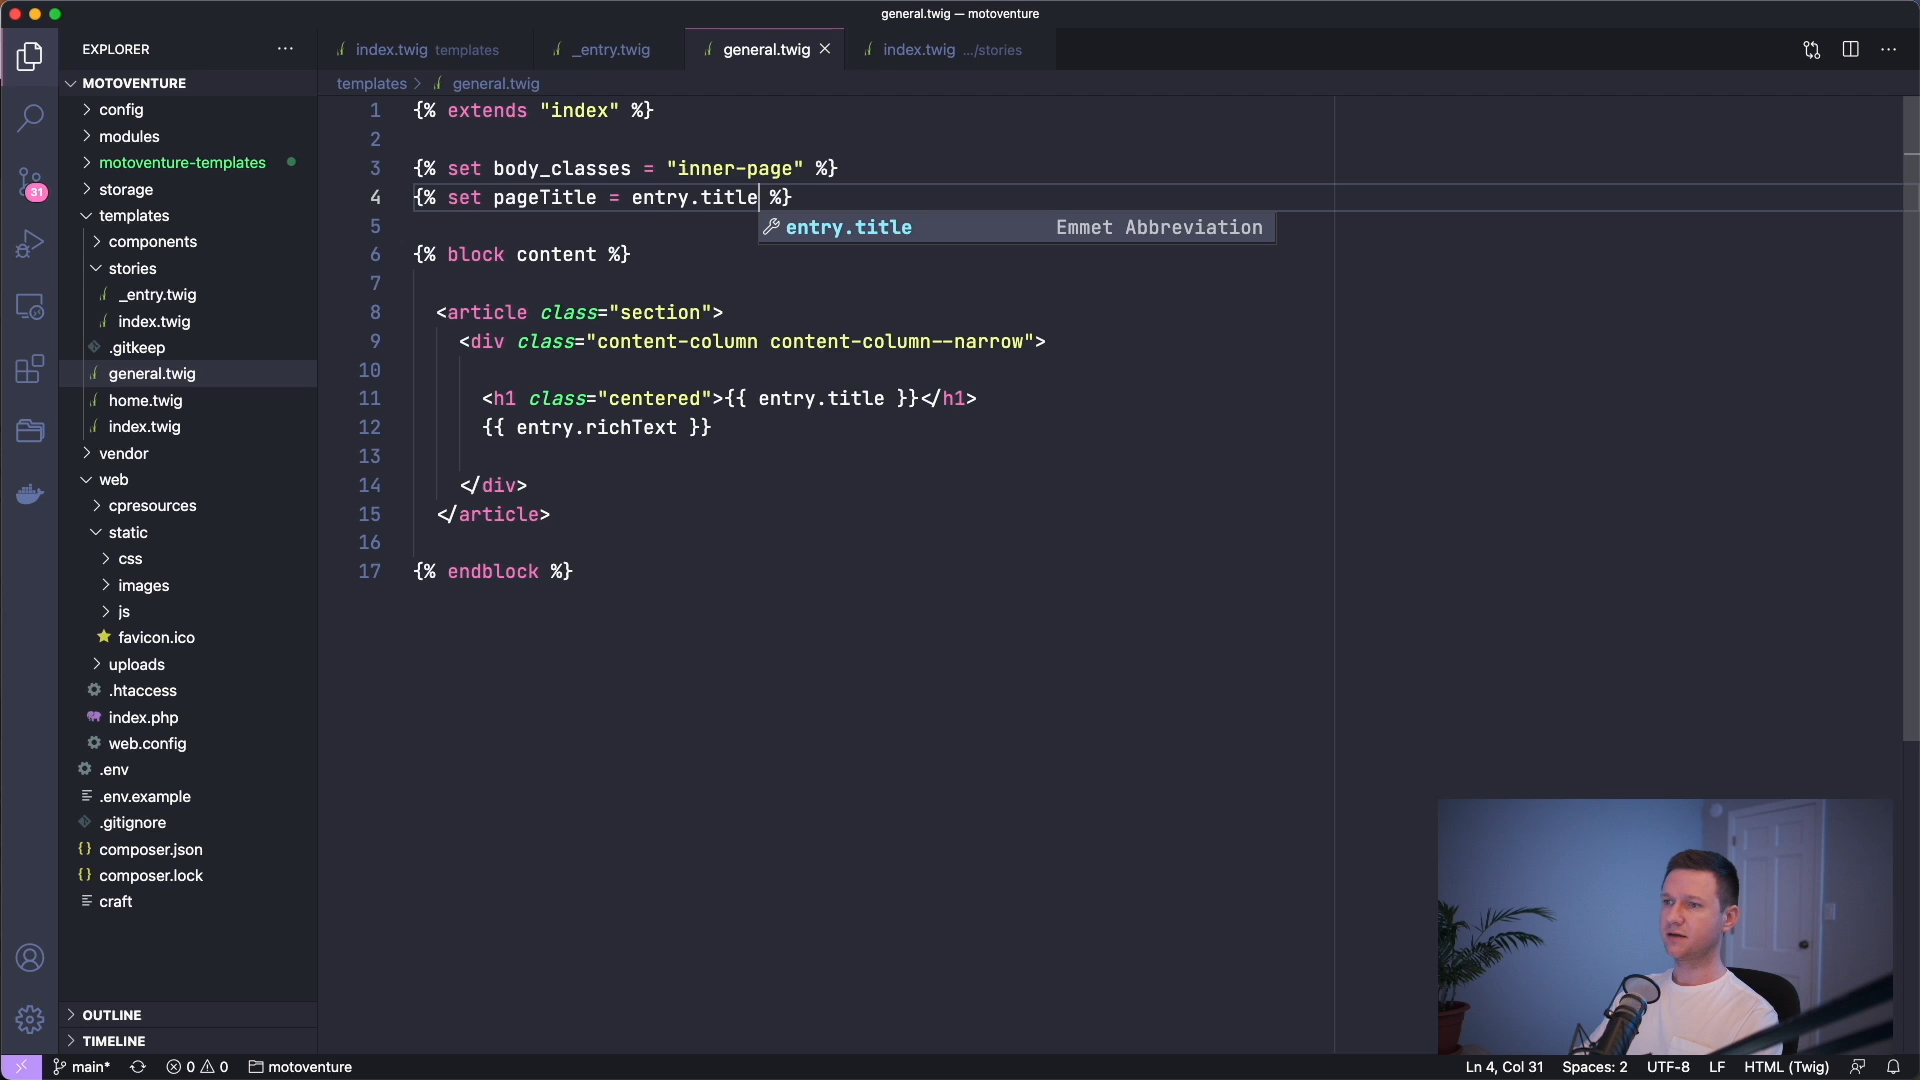 general.twig — motoventure
EXPLORER
index.twig templates
_entry.twig
general.twig
index.twig .../stories
MOTOVENTURE
templates > general.twig
config
modules
motoventure-templates
storage
templates
components
stories
_entry.twig
index.twig
.gitkeep
general.twig
home.twig
index.twig
vendor
web
cpresources
static
css
images
js
favicon.ico
uploads
.htaccess
index.php
web.config
.env
.env.example
.gitignore
composer.json
composer.lock
craft
OUTLINE
TIMELINE
31
1 {% extends "index" %}
2
3 {% set body_classes = "inner-page" %}
4 {% set pageTitle = entry.title %}
entry.title Emmet Abbreviation
5
6 {% block content %}
7
8 <article class="section">
9 <div class="content-column content-column--narrow">
10
11 <h1 class="centered">{{ entry.title }}</h1>
12 {{ entry.richText }}
13
14 </div>
15 </article>
16
17 {% endblock %}
main* 0 0 motoventure
Ln 4, Col 31 Spaces: 2 UTF-8 LF HTML (Twig)